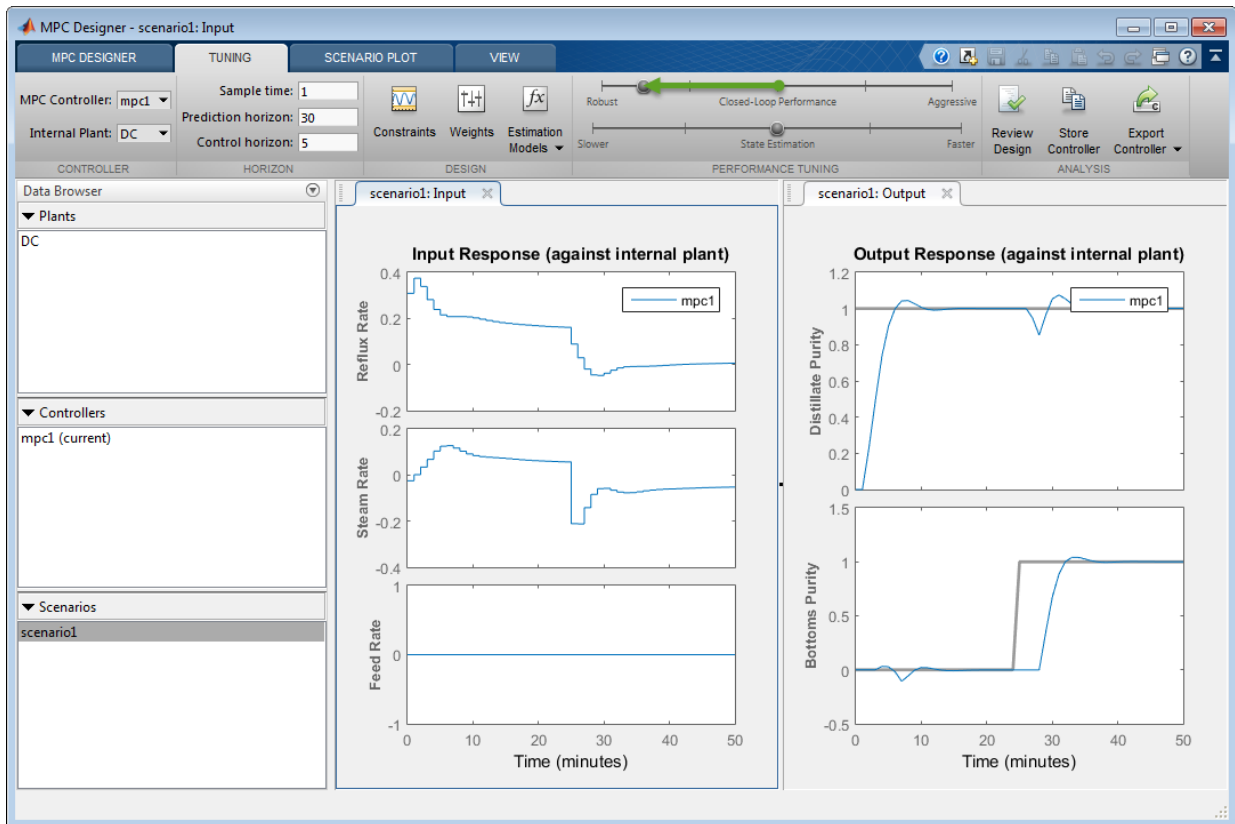 MPC Designer - scenario1: Input
MPC DESIGNER
TUNING
SCENARIO PLOT
VIEW
MPC Controller: mpc1
Internal Plant: DC
CONTROLLER
Sample time: 1
Prediction horizon: 30
Control horizon: 5
HORIZON
Constraints
Weights
fx
Estimation
Models
DESIGN
Robust
Closed-Loop Performance
Aggressive
Slower
State Estimation
Faster
PERFORMANCE TUNING
Review
Design
Store
Controller
Export
Controller
ANALYSIS
Data Browser
Plants
DC
Controllers
mpc1 (current)
Scenarios
scenario1
scenario1: Input
Input Response (against internal plant)
mpc1
Reflux Rate
0.4
0.2
0
-0.2
Steam Rate
0.2
0
-0.2
-0.4
Feed Rate
1
0
-1
0 10 20 30 40 50
Time (minutes)
scenario1: Output
Output Response (against internal plant)
mpc1
Distillate Purity
1.2
1
0.8
0.6
0.4
0.2
0
Bottoms Purity
1.5
1
0.5
0
-0.5
0 10 20 30 40 50
Time (minutes)